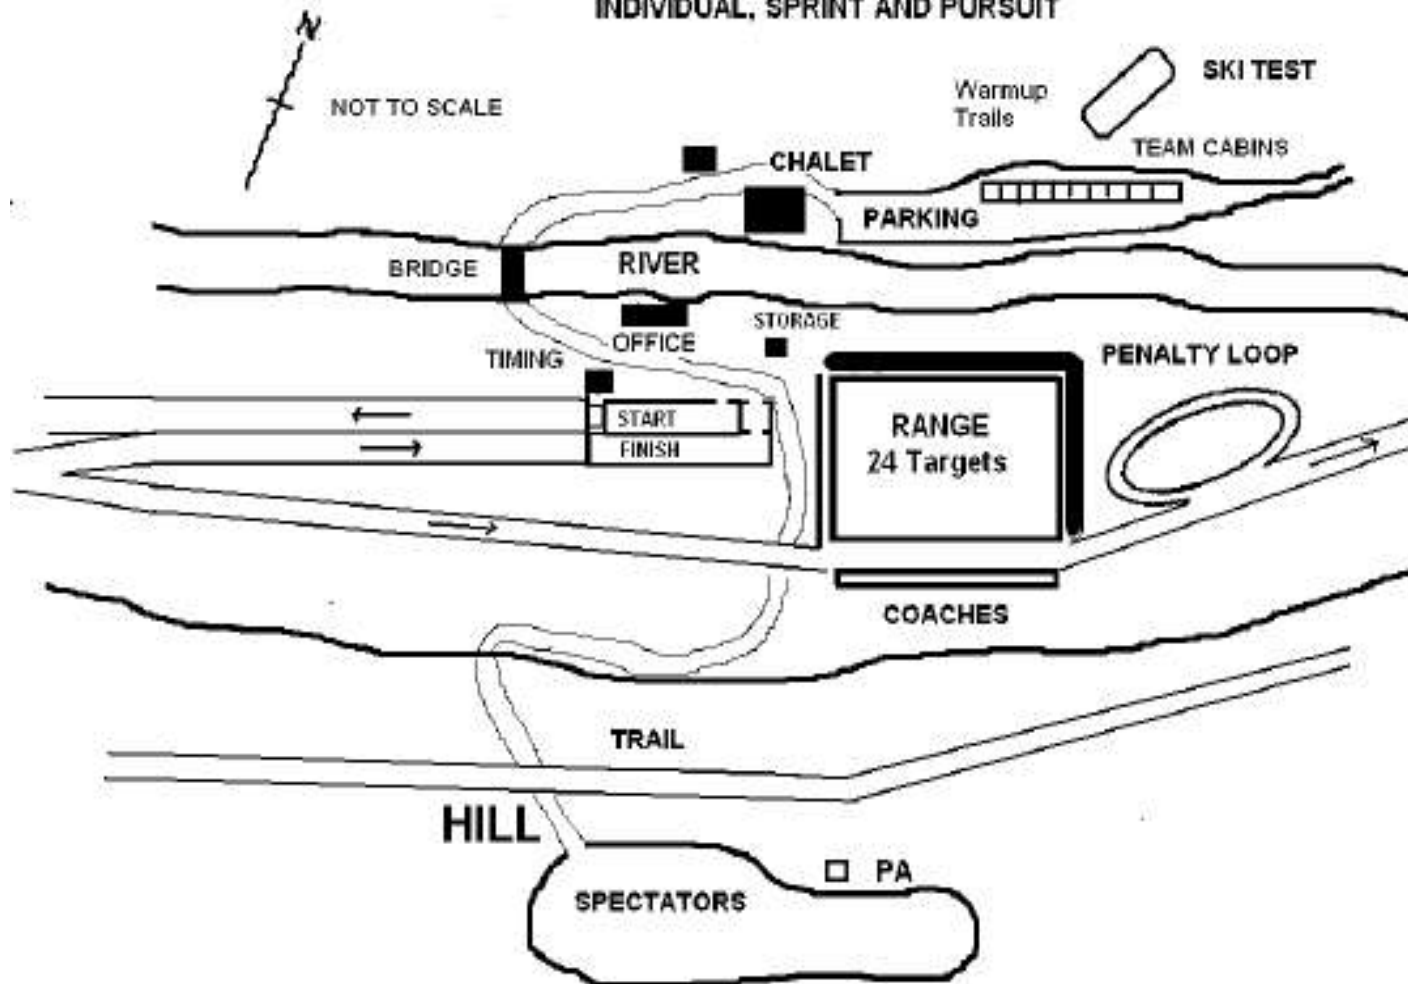 INDIVIDUAL, SPRINT AND PURSUIT
N
NOT TO SCALE
SKI TEST
Warmup
Trails
TEAM CABINS
CHALET
PARKING
BRIDGE
RIVER
STORAGE
OFFICE
TIMING
PENALTY LOOP
START
FINISH
RANGE
24 Targets
COACHES
TRAIL
HILL
PA
SPECTATORS